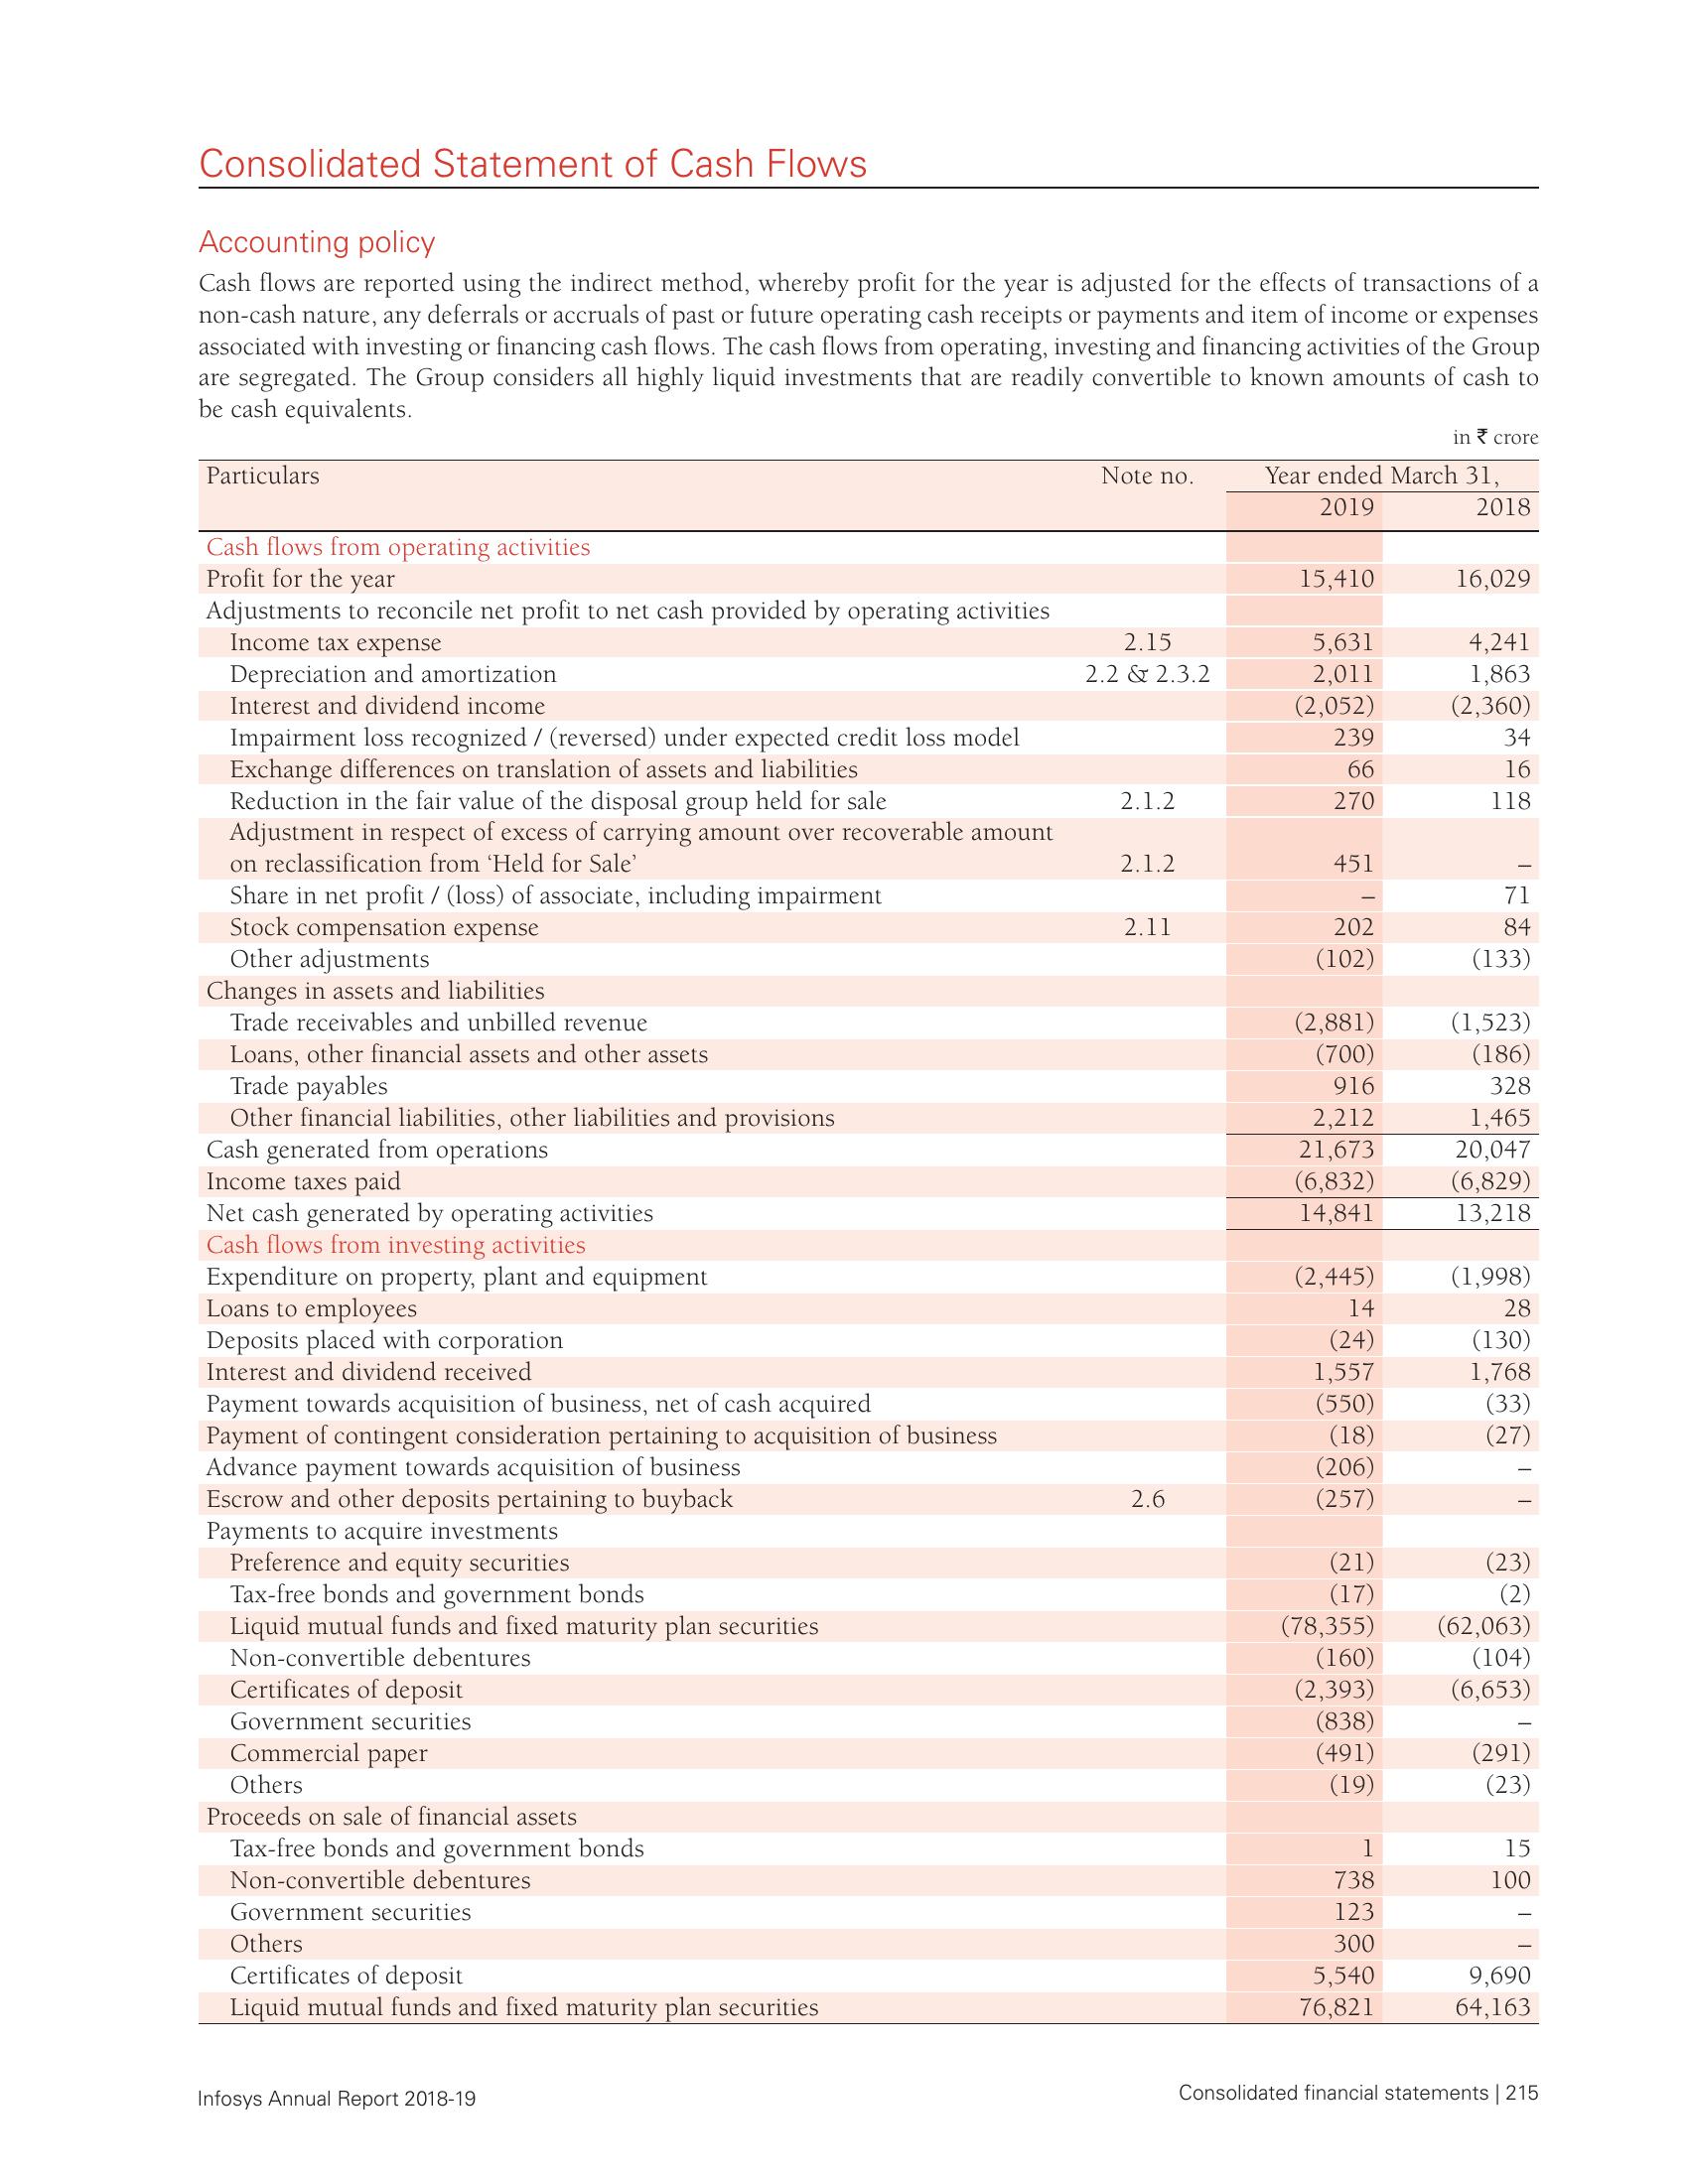 Consolidated Statement of Cash Flows
Accounting policy
Cash flows are reported using the indirect method, whereby profit for the year is adjusted for the effects of transactions of a
non-cash nature, any deferrals or accruals of past or future operating cash receipts or payments and item of income or expenses
associated with investing or financing cash flows. The cash flows from operating, investing and financing activities of the Group
are segregated. The Group considers all highly liquid investments that are readily convertible to known amounts of cash to
be cash equivalents.
in ₹ crore
Particulars Note no. Year ended March 31,
2019 2018
Cash flows from operating activities
Profit for the year 15,410 16,029
Adjustments to reconcile net profit to net cash provided by operating activities
Income tax expense 2.15 5,631 4,241
Depreciation and amortization 2.2 & 2.3.2 2,011 1,863
Interest and dividend income (2,052) (2,360)
Impairment loss recognized / (reversed) under expected credit loss model 239 34
Exchange differences on translation of assets and liabilities 66 16
Reduction in the fair value of the disposal group held for sale 2.1.2 270 118
Adjustment in respect of excess of carrying amount over recoverable amount
on reclassification from ‘Held for Sale’ 2.1.2 451 –
Share in net profit / (loss) of associate, including impairment – 71
Stock compensation expense 2.11 202 84
Other adjustments (102) (133)
Changes in assets and liabilities
Trade receivables and unbilled revenue (2,881) (1,523)
Loans, other financial assets and other assets (700) (186)
Trade payables 916 328
Other financial liabilities, other liabilities and provisions 2,212 1,465
Cash generated from operations 21,673 20,047
Income taxes paid (6,832) (6,829)
Net cash generated by operating activities 14,841 13,218
Cash flows from investing activities
Expenditure on property, plant and equipment (2,445) (1,998)
Loans to employees 14 28
Deposits placed with corporation (24) (130)
Interest and dividend received 1,557 1,768
Payment towards acquisition of business, net of cash acquired (550) (33)
Payment of contingent consideration pertaining to acquisition of business (18) (27)
Advance payment towards acquisition of business (206) –
Escrow and other deposits pertaining to buyback 2.6 (257) –
Payments to acquire investments
Preference and equity securities (21) (23)
Tax-free bonds and government bonds (17) (2)
Liquid mutual funds and fixed maturity plan securities (78,355) (62,063)
Non-convertible debentures (160) (104)
Certificates of deposit (2,393) (6,653)
Government securities (838) –
Commercial paper (491) (291)
Others (19) (23)
Proceeds on sale of financial assets
Tax-free bonds and government bonds 1 15
Non-convertible debentures 738 100
Government securities 123 –
Others 300 –
Certificates of deposit 5,540 9,690
Liquid mutual funds and fixed maturity plan securities 76,821 64,163
Infosys Annual Report 2018-19 Consolidated financial statements | 215